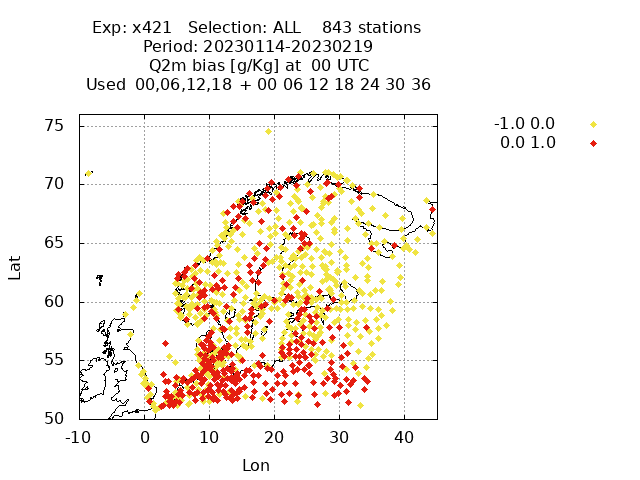 Exp: x421   Selection: ALL    843 stations
Period: 20230114-20230219
Q2m bias [g/Kg] at  00 UTC
Used  00,06,12,18 + 00 06 12 18 24 30 36
-1.0 0.0
0.0 1.0
75
70
65
60
55
50
Lat
-10 0 10 20 30 40
Lon